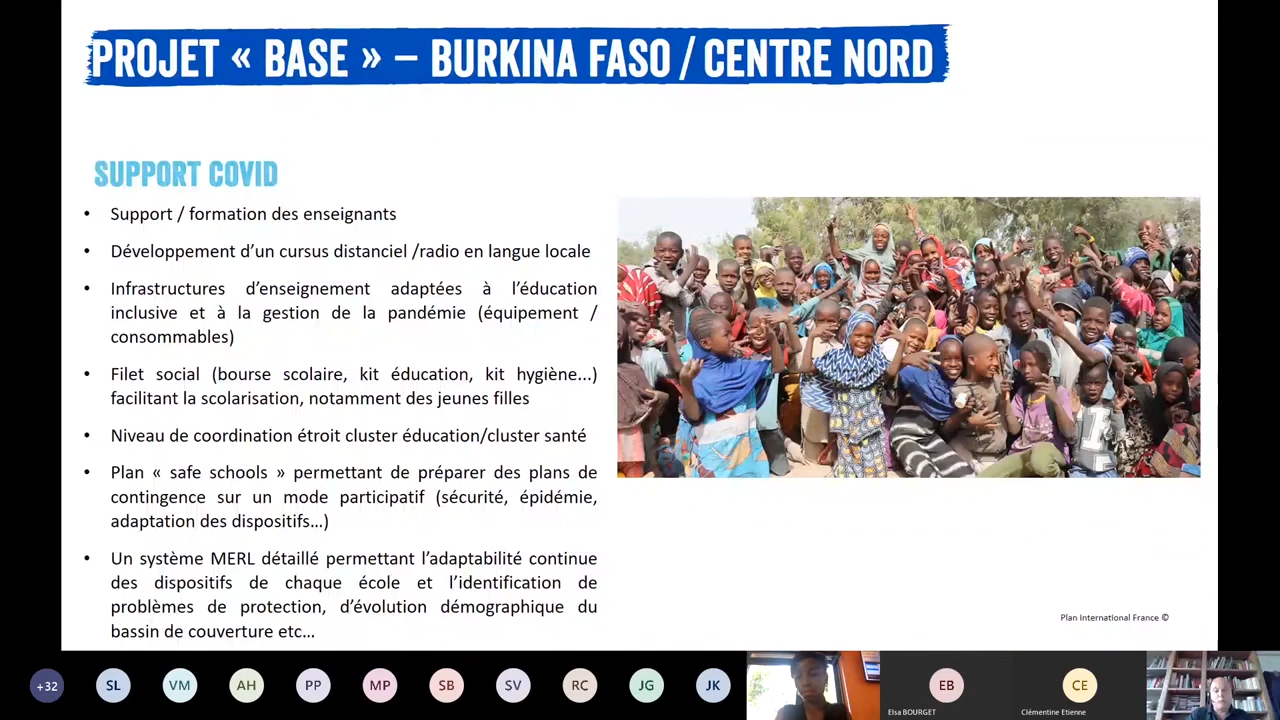 PROJET « BASE » – BURKINA FASO / CENTRE NORD
SUPPORT COVID
• Support / formation des enseignants
• Développement d’un cursus distanciel /radio en langue locale
• Infrastructures d’enseignement adaptées à l’éducation
inclusive et à la gestion de la pandémie (équipement /
consommables)
• Filet social (bourse scolaire, kit éducation, kit hygiène...)
facilitant la scolarisation, notamment des jeunes filles
• Niveau de coordination étroit cluster éducation/cluster santé
• Plan « safe schools » permettant de préparer des plans de
contingence sur un mode participatif (sécurité, épidémie,
adaptation des dispositifs…)
• Un système MERL détaillé permettant l’adaptabilité continue
des dispositifs de chaque école et l’identification de
problèmes de protection, d’évolution démographique du
bassin de couverture etc…
Plan International France ©
+32 SL VM AH PP MP SB SV RC JG JK EB CE
Elsa BOURGET
Clémentine Etienne